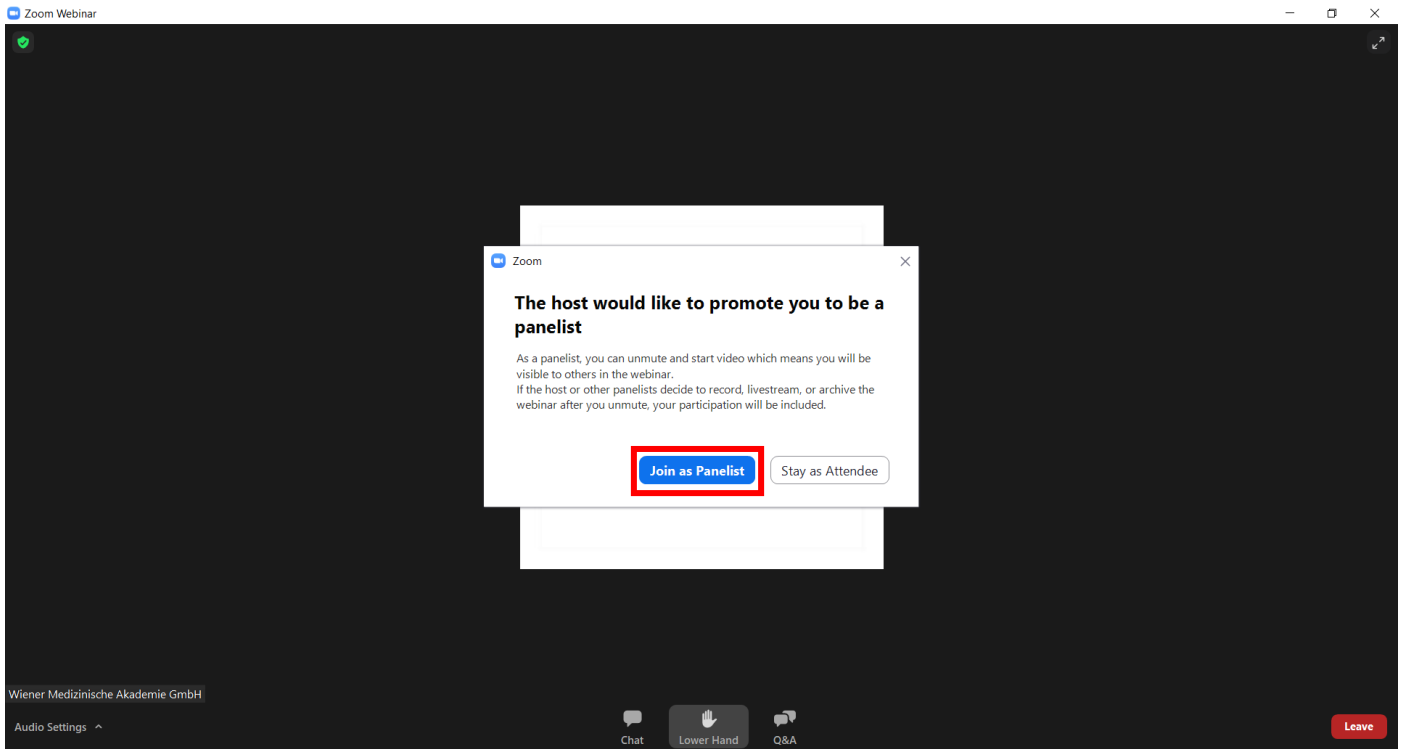 Zoom Webinar
Zoom
The host would like to promote you to be a
panelist
As a panelist, you can unmute and start video which means you will be
visible to others in the webinar.
If the host or other panelists decide to record, livestream, or archive the
webinar after you unmute, your participation will be included.
Join as Panelist Stay as Attendee
Wiener Medizinische Akademie GmbH
Audio Settings
Chat Lower Hand Q&A
Leave